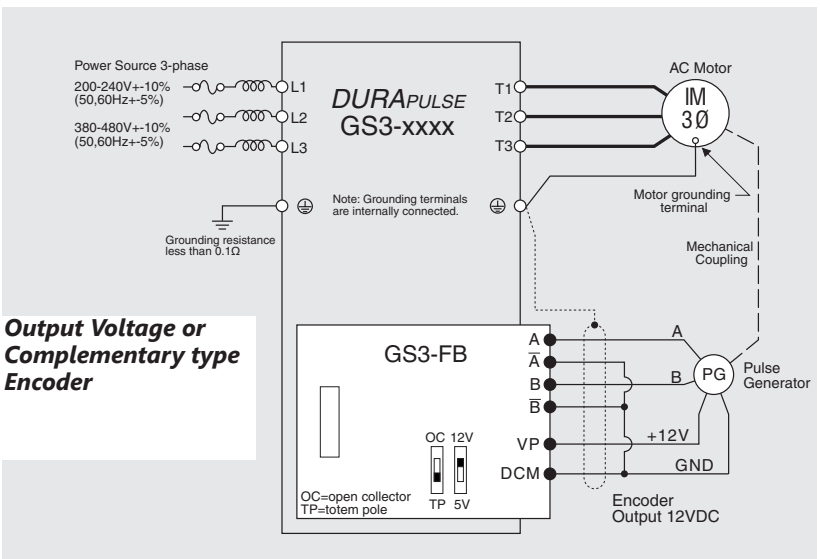 Power Source 3-phase
200-240V+-10%
(50,60Hz+-5%)
380-480V+-10%
(50,60Hz+-5%)
L1
L2
L3
DURAPULSE
GS3-xxxx
T1
T2
T3
AC Motor
IM
3Ø
Note: Grounding terminals
are internally connected.
Motor grounding
terminal
Grounding resistance
less than 0.1Ω
Mechanical
Coupling
Output Voltage or
Complementary type
Encoder
GS3-FB
A
A̅
B
B̅
VP
DCM
OC 12V
TP 5V
OC=open collector
TP=totem pole
A
B
+12V
GND
PG
Pulse
Generator
Encoder
Output 12VDC